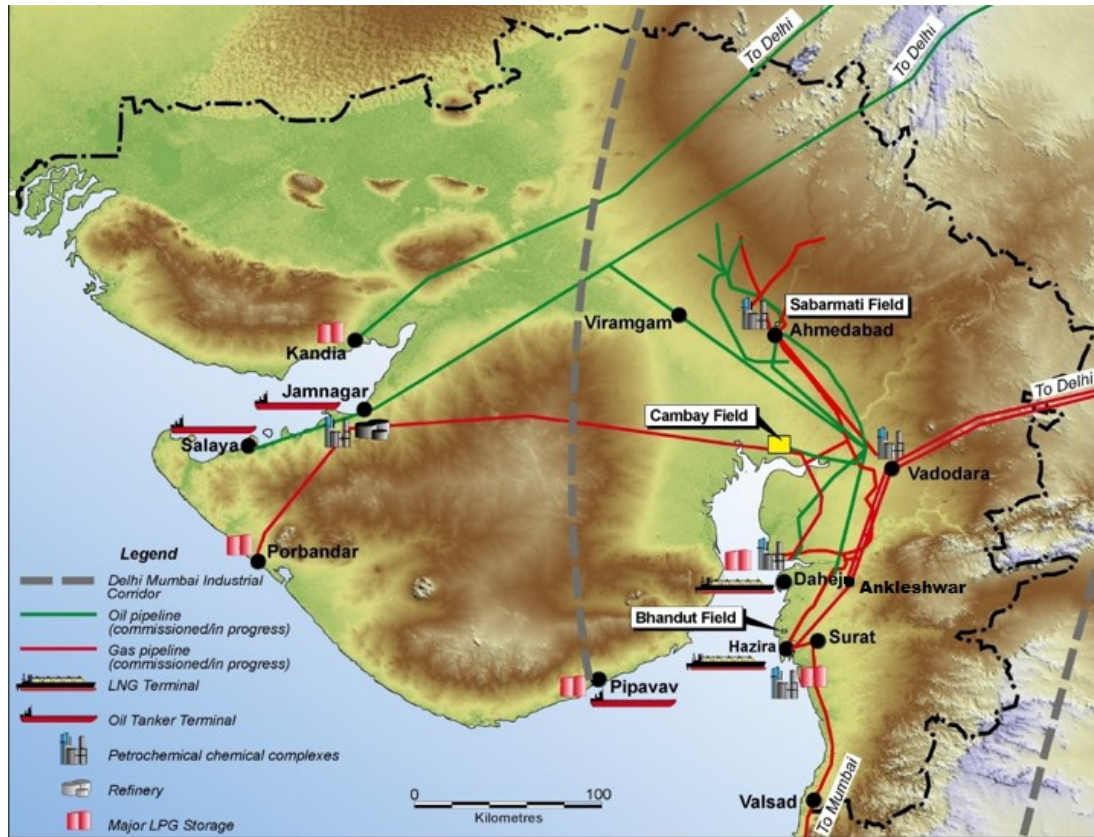 To Delhi
To Delhi
Sabarmati Field
Viramgam
Ahmedabad
Kandia
Jamnagar
To Delhi
Cambay Field
Salaya
Vadodara
Porbandar
Dahej
Ankleshwar
Bhandut Field
Hazira
Surat
Pipavav
Valsad
To Mumbai
Legend
Delhi Mumbai Industrial
Corridor
Oil pipeline
(commissioned/in progress)
Gas pipeline
(commissioned/in progress)
LNG Terminal
Oil Tanker Terminal
Petrochemical chemical complexes
Refinery
Major LPG Storage
0 100
Kilometres